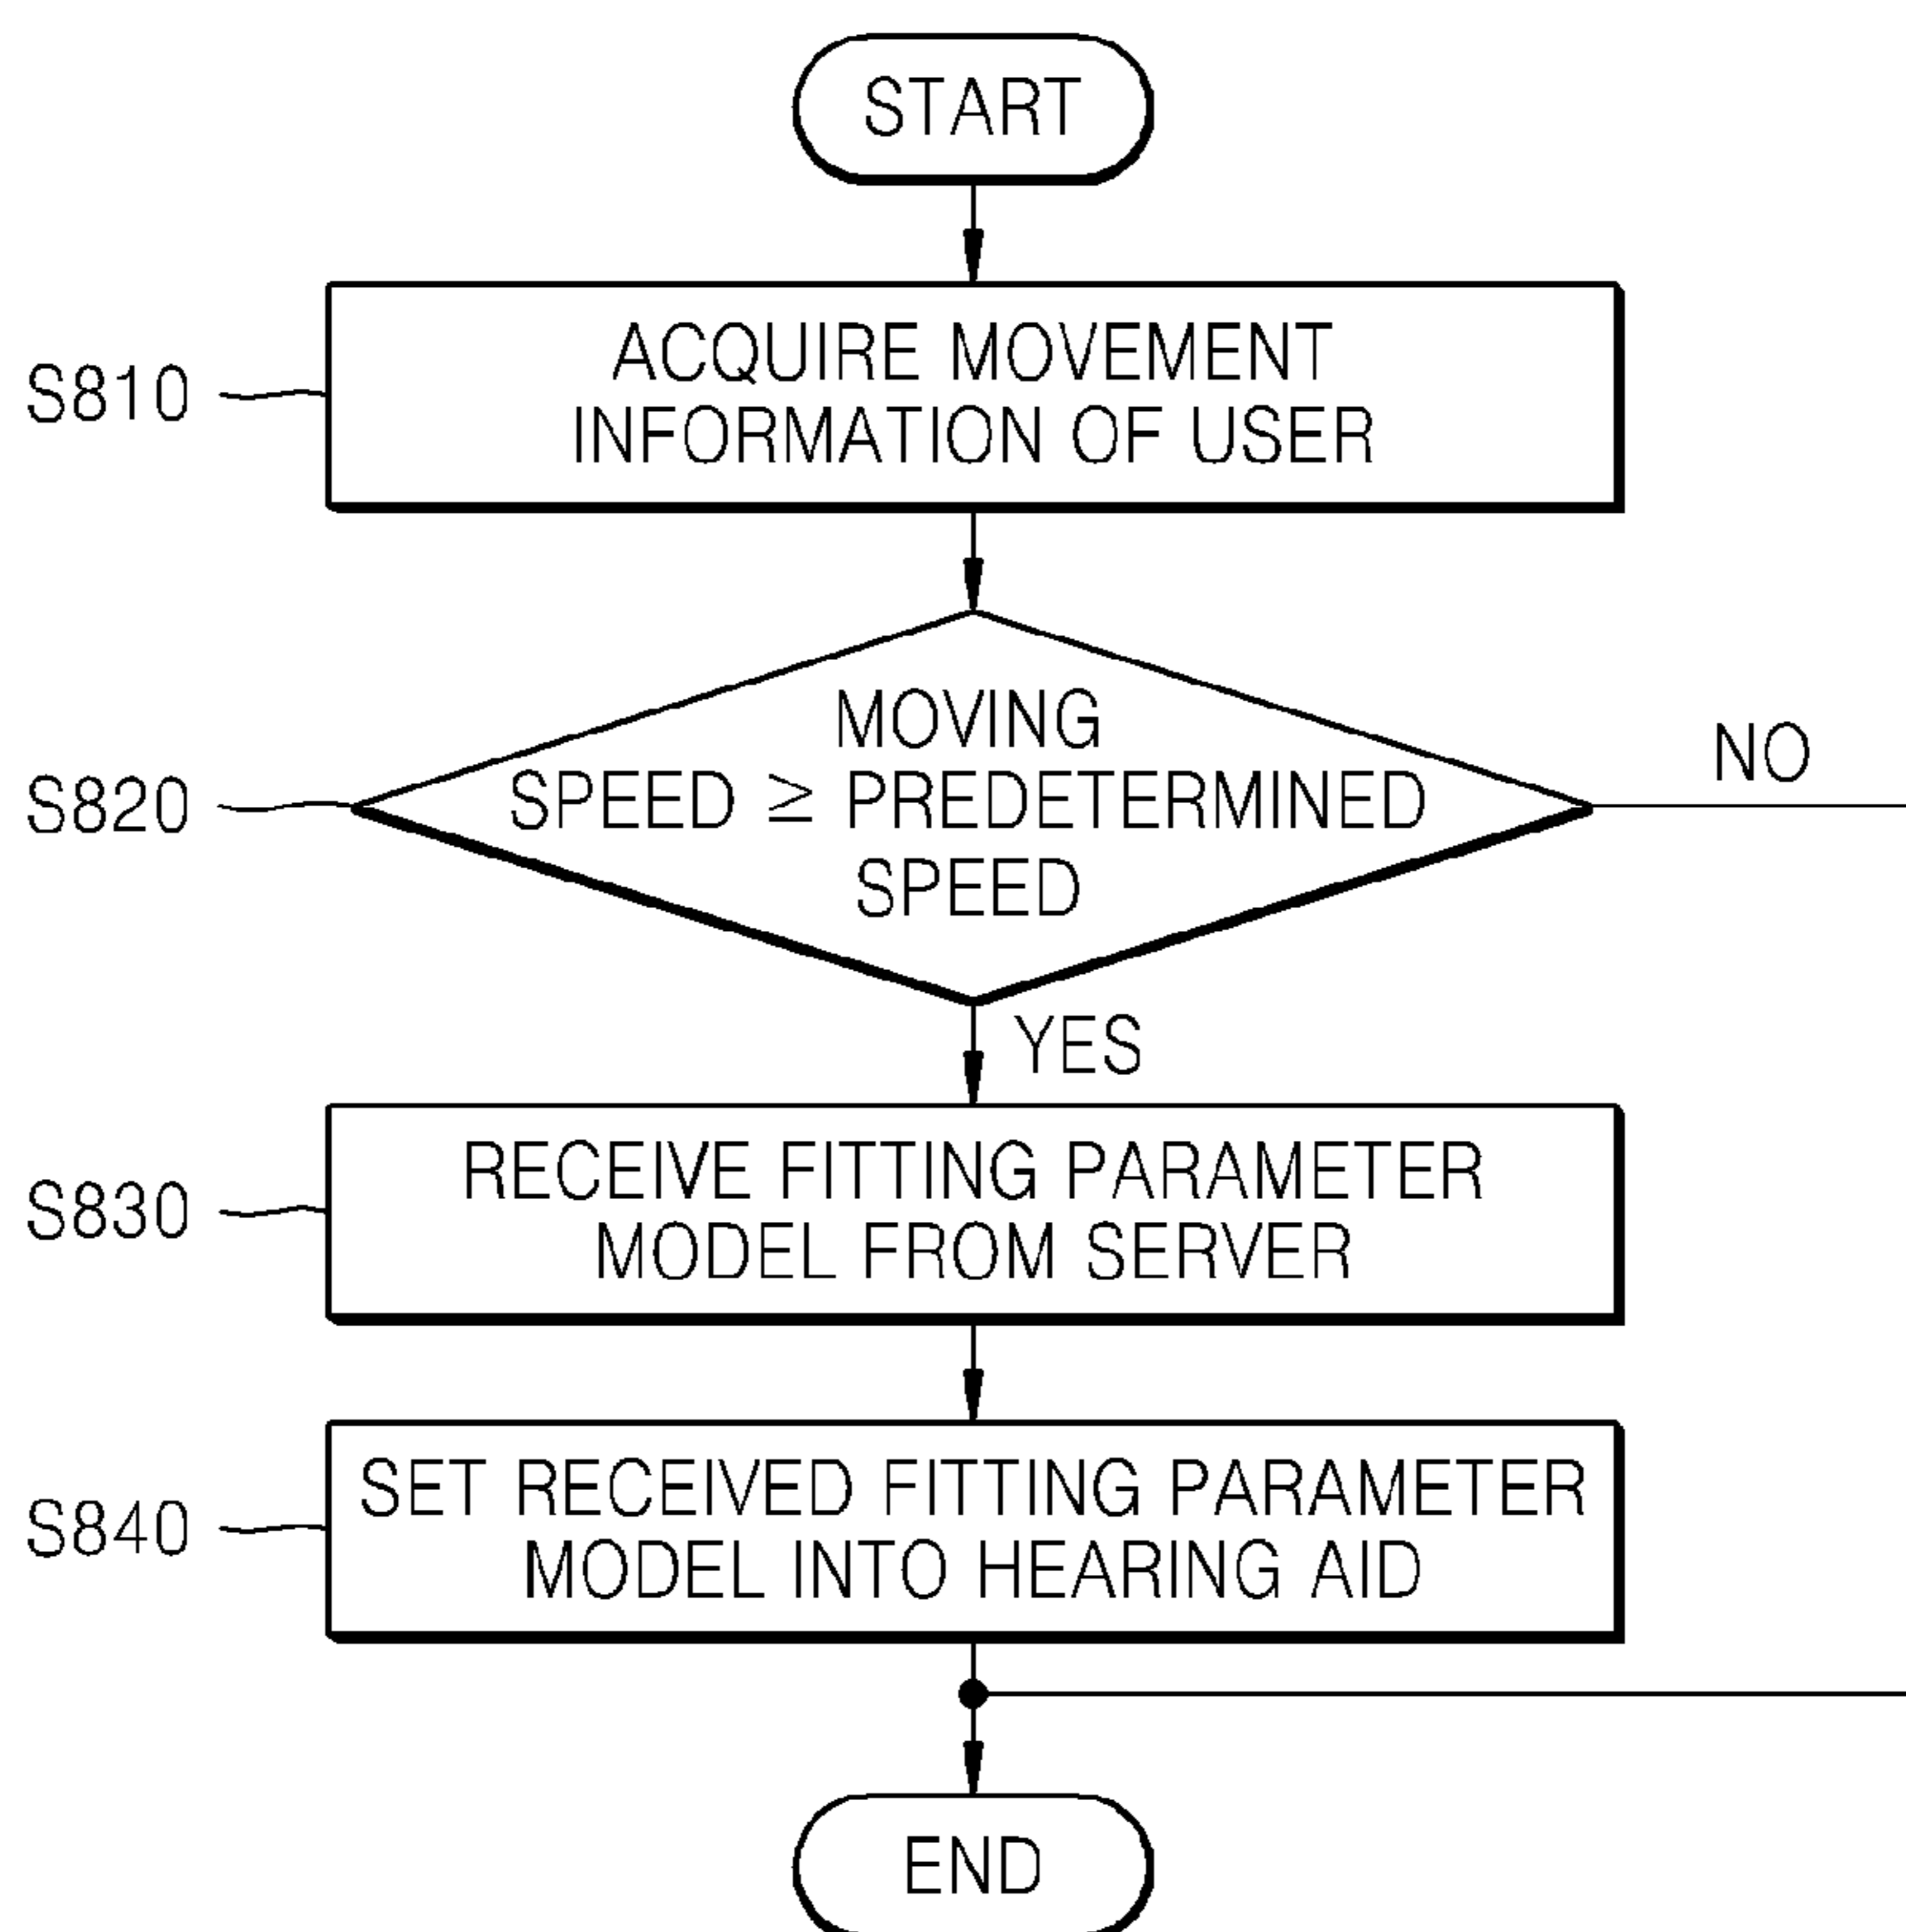 START
S810
ACQUIRE MOVEMENT
INFORMATION OF USER
S820
MOVING
SPEED ≥ PREDETERMINED
SPEED
NO
YES
S830
RECEIVE FITTING PARAMETER
MODEL FROM SERVER
S840
SET RECEIVED FITTING PARAMETER
MODEL INTO HEARING AID
END